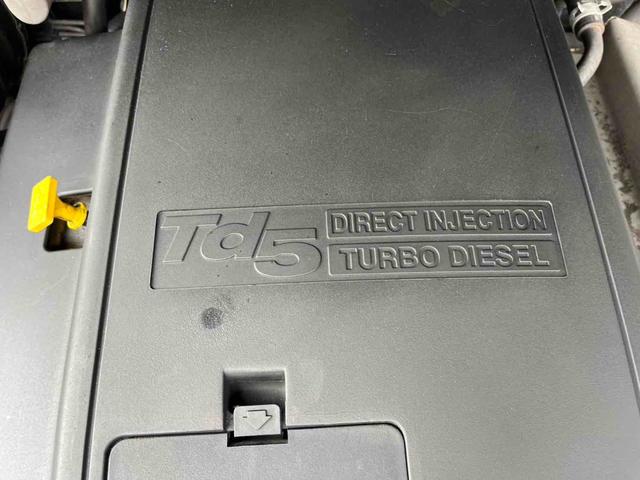 Td5
DIRECT INJECTION
TURBO DIESEL